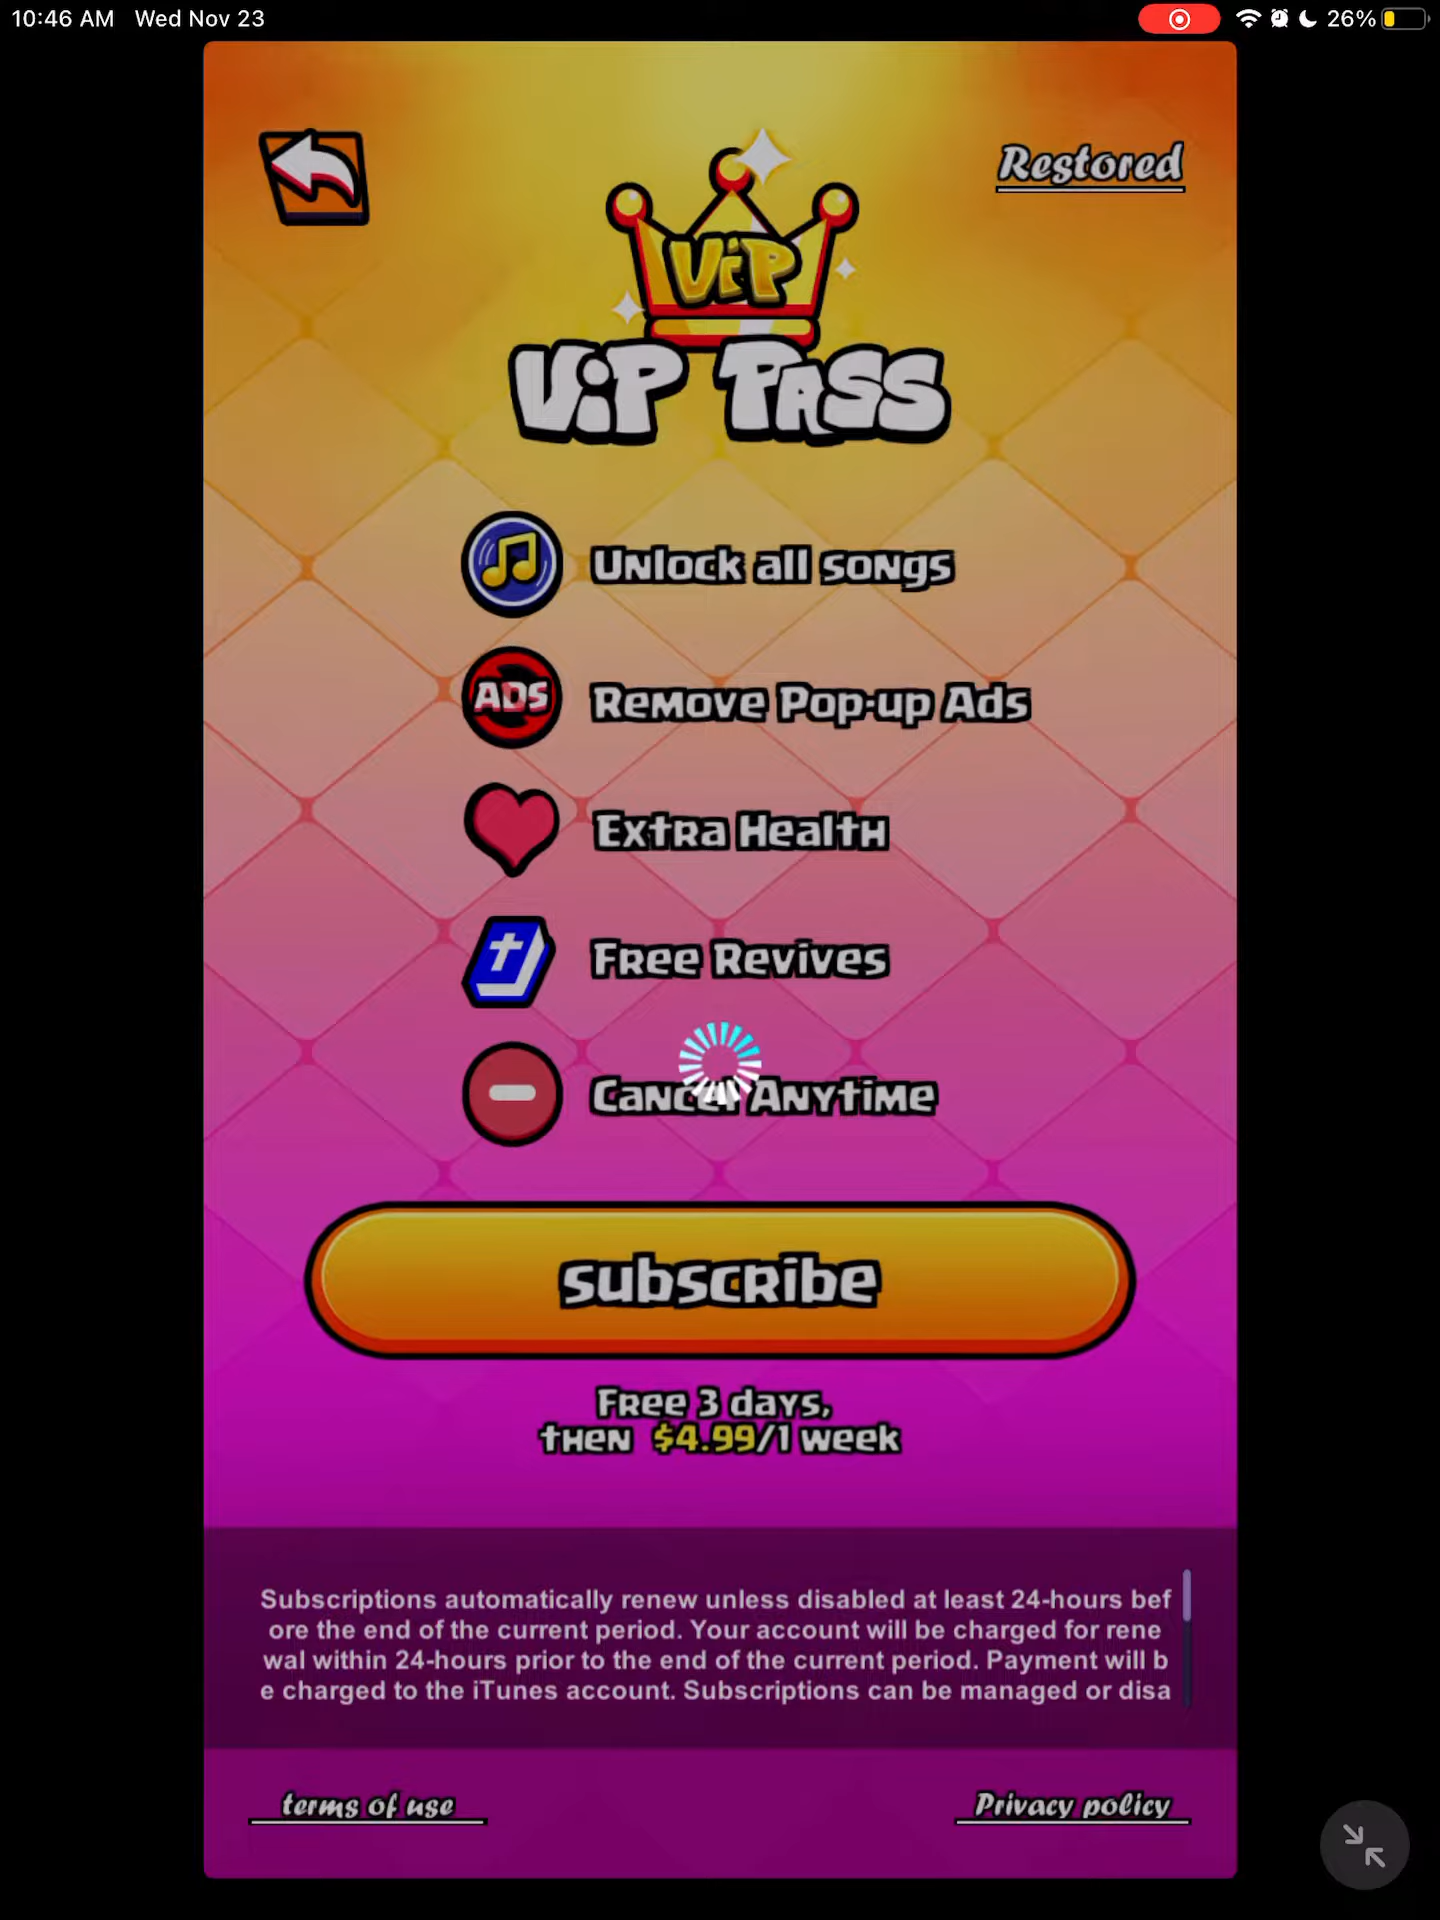 10:46 AM Wed Nov 23
26%
Restored
ViP
ViP PASS
Unlock all songs
ADS
Remove Pop-up Ads
Extra Health
Free Revives
Cancel Anytime
subscribe
Free 3 days,
then $4.99/1 week
Subscriptions automatically renew unless disabled at least 24-hours bef
ore the end of the current period. Your account will be charged for rene
wal within 24-hours prior to the end of the current period. Payment will b
e charged to the iTunes account. Subscriptions can be managed or disa
terms of use
Privacy policy